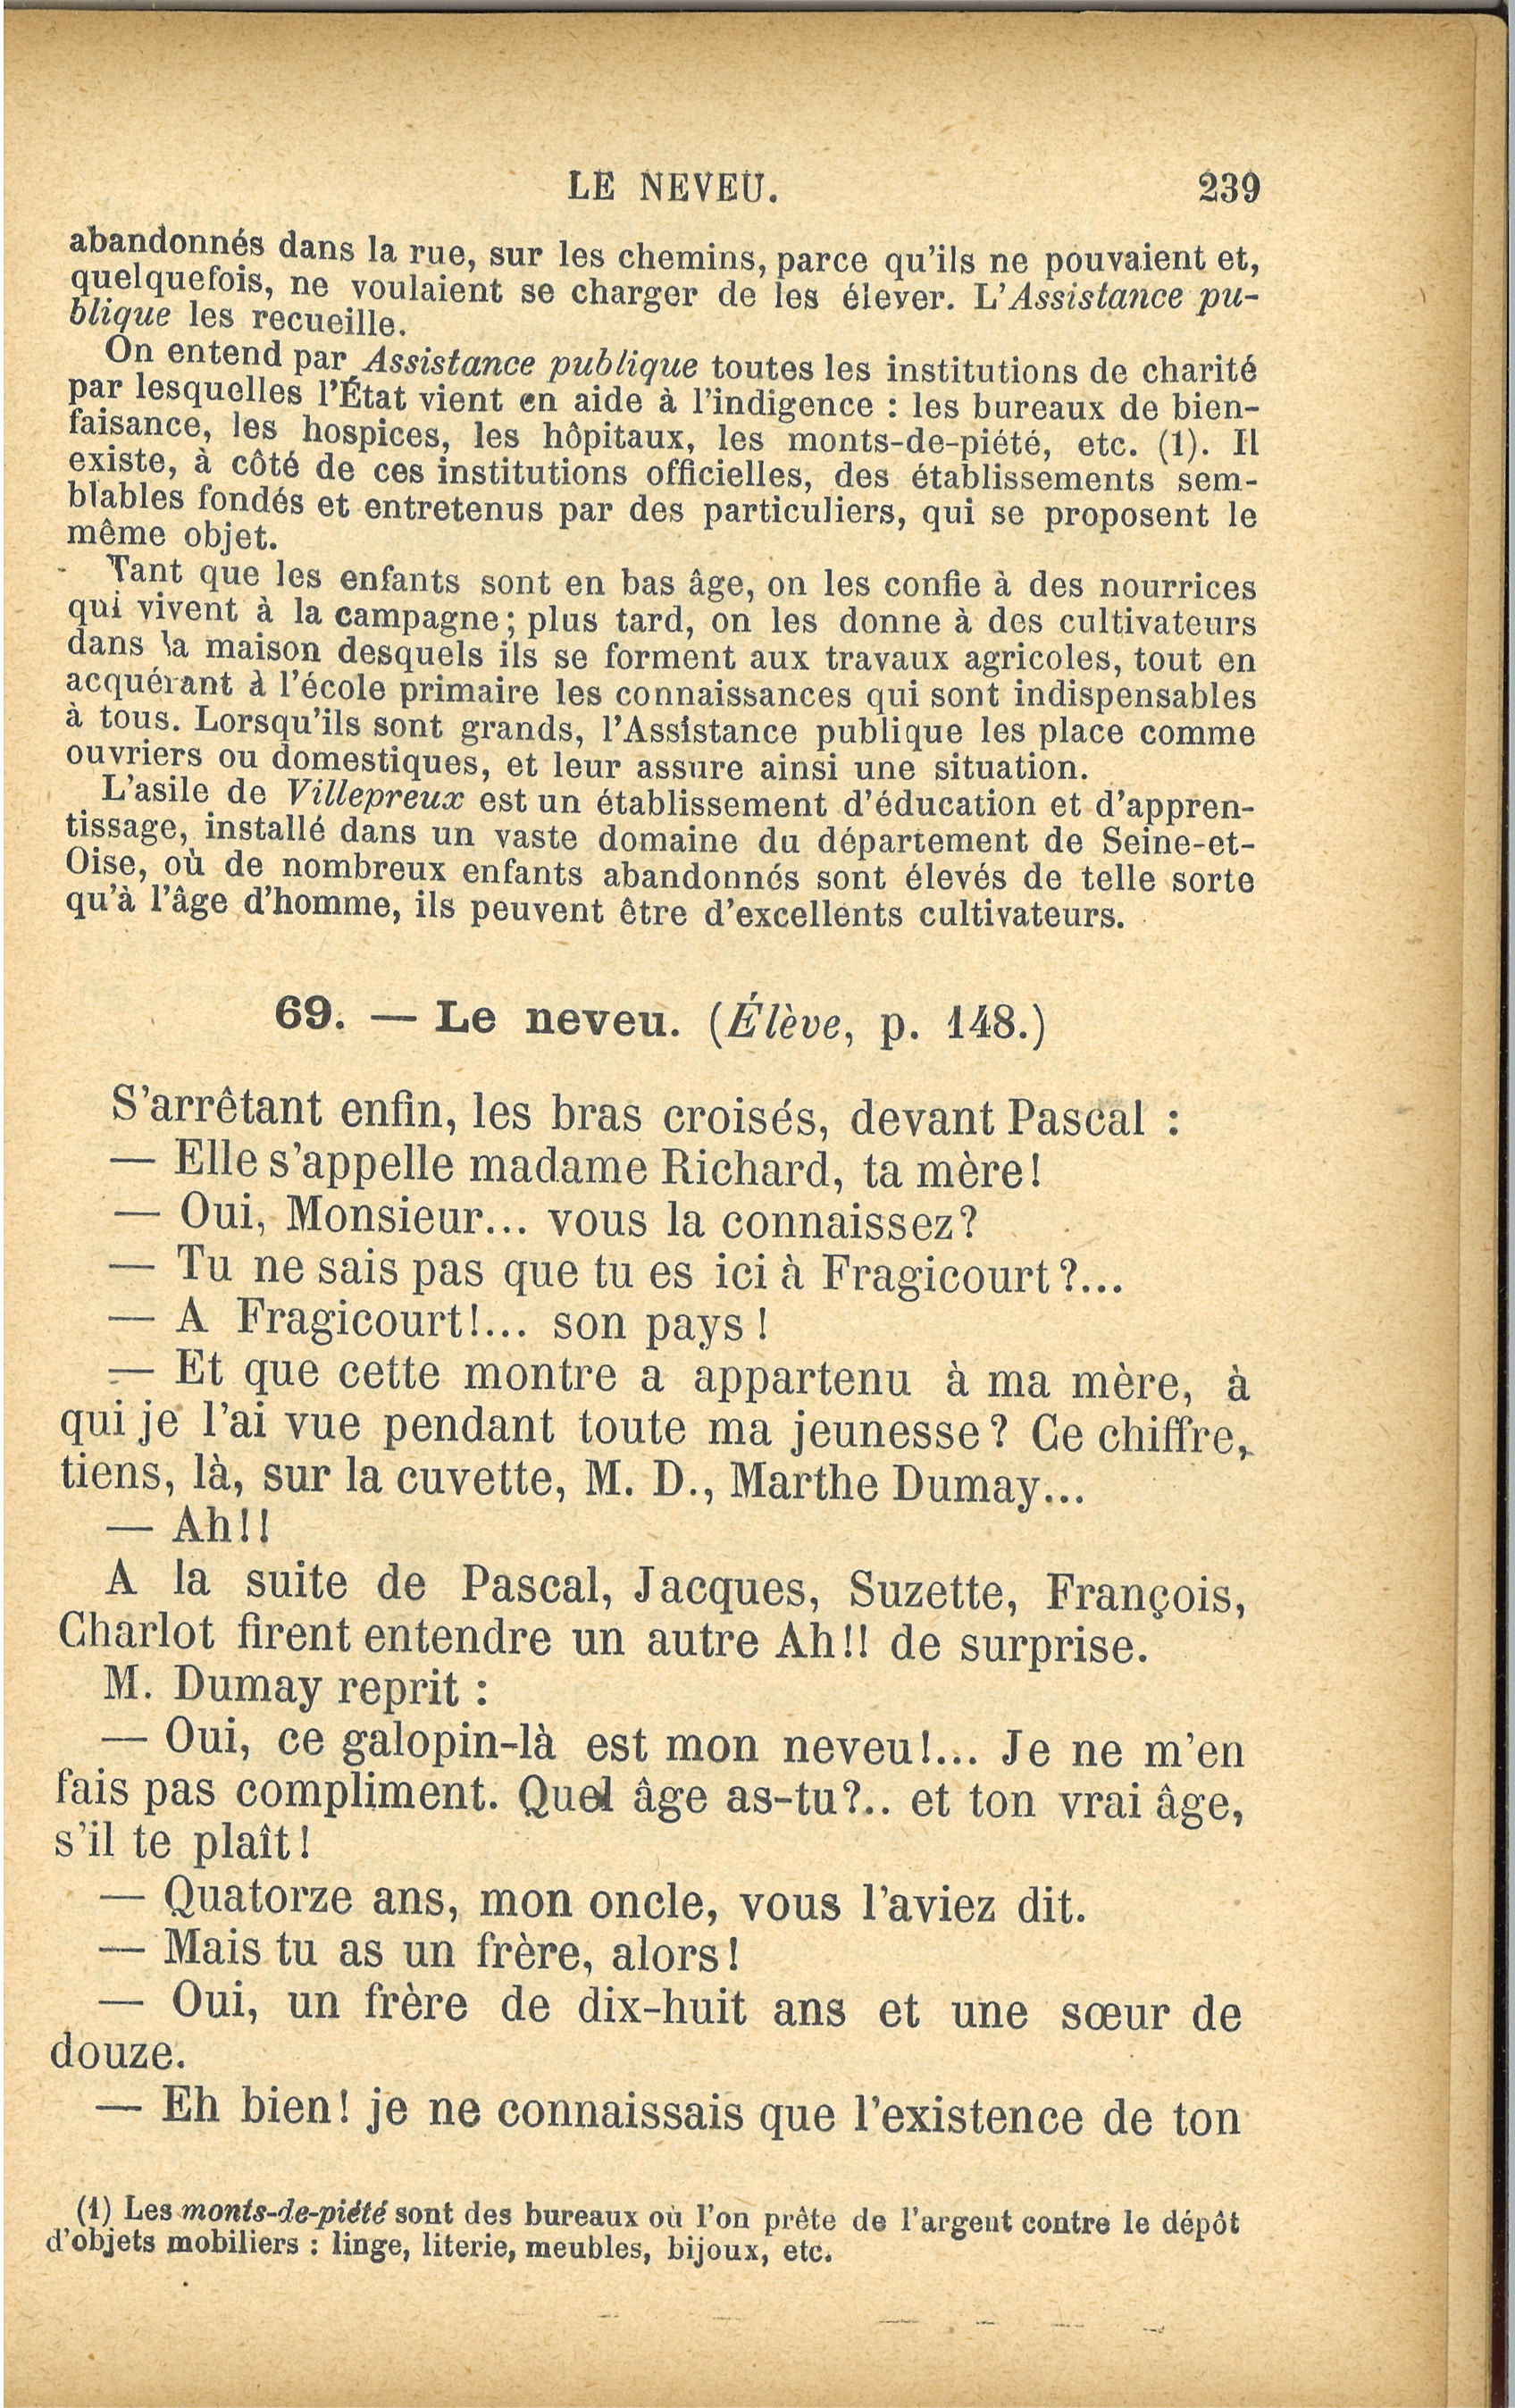 LE NEVEU. 239
abandonnés dans la rue, sur les chemins, parce qu'ils ne pouvaient et,
quelquefois, ne voulaient se charger de les élever. L'Assistance pu-
blique les recueille.
On entend par Assistance publique toutes les institutions de charité
par lesquelles l'État vient en aide à l'indigence : les bureaux de bien-
faisance, les hospices, les hôpitaux, les monts-de-piété, etc. (1). Il
existe, à côté de ces institutions officielles, des établissements sem-
blables fondés et entretenus par des particuliers, qui se proposent le
même objet.
Tant que les enfants sont en bas âge, on les confie à des nourrices
qui vivent à la campagne; plus tard, on les donne à des cultivateurs
dans la maison desquels ils se forment aux travaux agricoles, tout en
acquérant à l'école primaire les connaissances qui sont indispensables
à tous. Lorsqu'ils sont grands, l'Assistance publique les place comme
ouvriers ou domestiques, et leur assure ainsi une situation.
L'asile de Villepreux est un établissement d'éducation et d'appren-
tissage, installé dans un vaste domaine du département de Seine-et-
Oise, où de nombreux enfants abandonnés sont élevés de telle sorte
qu'à l'âge d'homme, ils peuvent être d'excellents cultivateurs.
69. — Le neveu. (Élève, p. 148.)
S'arrêtant enfin, les bras croisés, devant Pascal :
— Elle s'appelle madame Richard, ta mère!
— Oui, Monsieur... vous la connaissez?
— Tu ne sais pas que tu es ici à Fragicourt?...
— A Fragicourt!... son pays!
— Et que cette montre a appartenu à ma mère, à
qui je l'ai vue pendant toute ma jeunesse? Ce chiffre,
tiens, là, sur la cuvette, M. D., Marthe Dumay...
— Ah!!
A la suite de Pascal, Jacques, Suzette, François,
Charlot firent entendre un autre Ah!! de surprise.
M. Dumay reprit :
— Oui, ce galopin-là est mon neveu!... Je ne m'en
fais pas compliment. Quel âge as-tu?.. et ton vrai âge,
s'il te plaît!
— Quatorze ans, mon oncle, vous l'aviez dit.
— Mais tu as un frère, alors!
— Oui, un frère de dix-huit ans et une sœur de
douze.
— Eh bien! je ne connaissais que l'existence de ton
(1) Les monts-de-piété sont des bureaux où l'on prête de l'argent contre le dépôt
d'objets mobiliers : linge, literie, meubles, bijoux, etc.